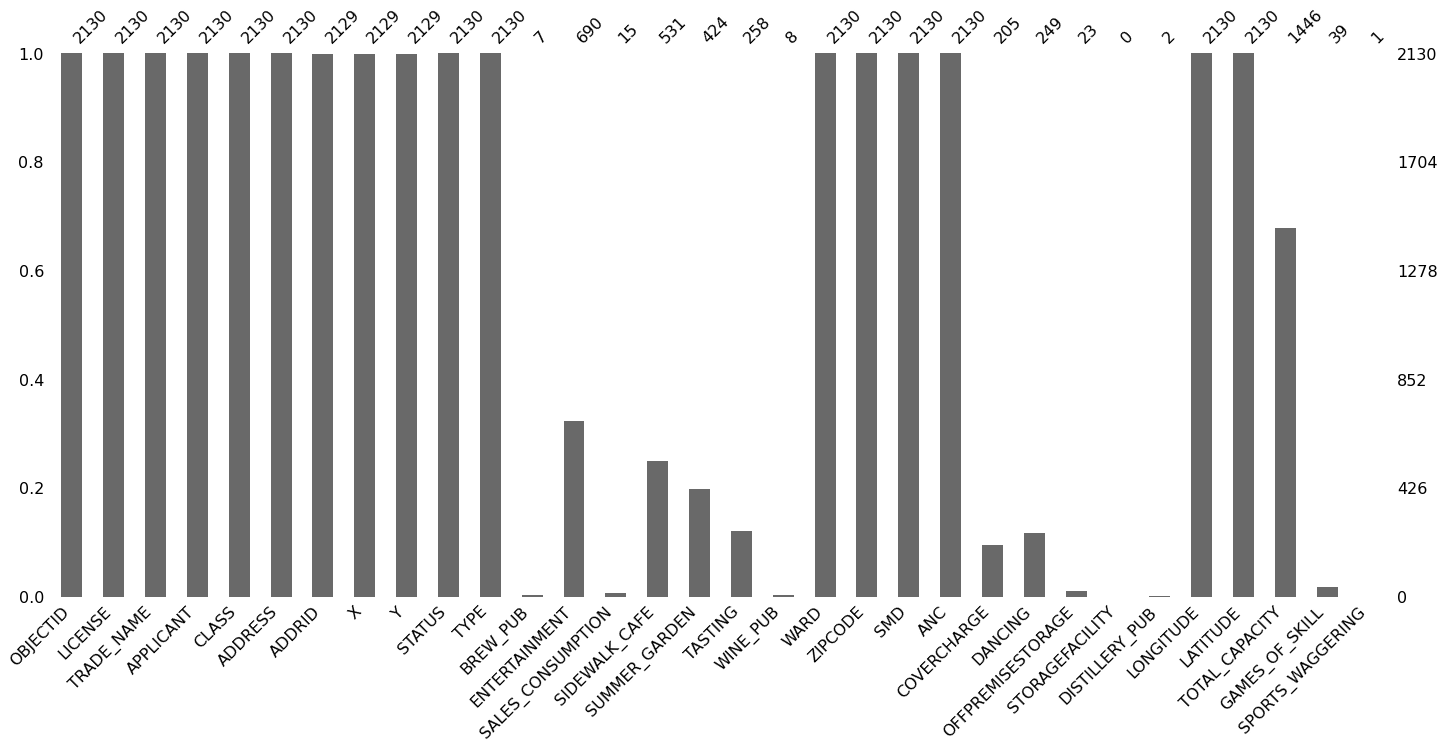 2130 2130 2130 2130 2130 2130 2129 2129 2129 2130 2130 7 690 15 531 424 258 8 2130 2130 2130 2130 205 249 23 0 2 2130 2130 1446 39 1
1.0 2130
0.8 1704
0.6 1278
0.4 852
0.2 426
0.0 0
OBJECTID
LICENSE
TRADE_NAME
APPLICANT
CLASS
ADDRESS
ADDRID
X
Y
STATUS
TYPE
BREW_PUB
ENTERTAINMENT
SALES_CONSUMPTION
SIDEWALK_CAFE
SUMMER_GARDEN
TASTING
WINE_PUB
WARD
ZIPCODE
SMD
ANC
COVERCHARGE
DANCING
OFFPREMISESTORAGE
STORAGEFACILITY
DISTILLERY_PUB
LONGITUDE
LATITUDE
TOTAL_CAPACITY
GAMES_OF_SKILL
SPORTS_WAGGERING